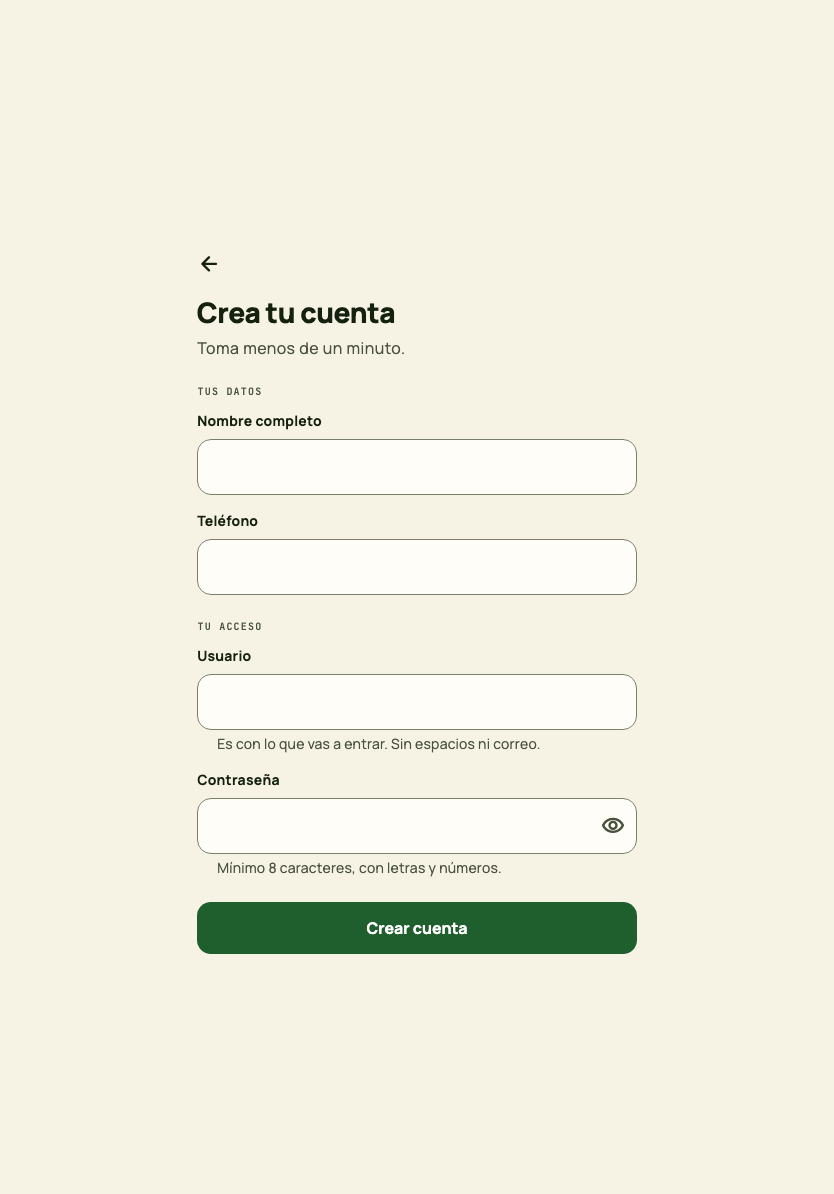 Crea tu cuenta
Toma menos de un minuto.
TUS DATOS
Nombre completo
Teléfono
TU ACCESO
Usuario
Es con lo que vas a entrar. Sin espacios ni correo.
Contraseña
Mínimo 8 caracteres, con letras y números.
Crear cuenta